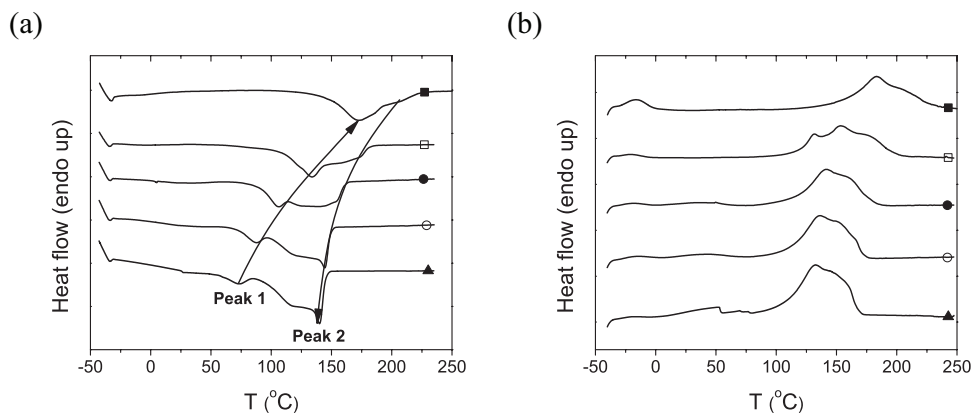 (a)
Heat flow (endo up)
Peak 1
Peak 2
-50 0 50 100 150 200 250
T (°C)
(b)
Heat flow (endo up)
-50 0 50 100 150 200 250
T (°C)